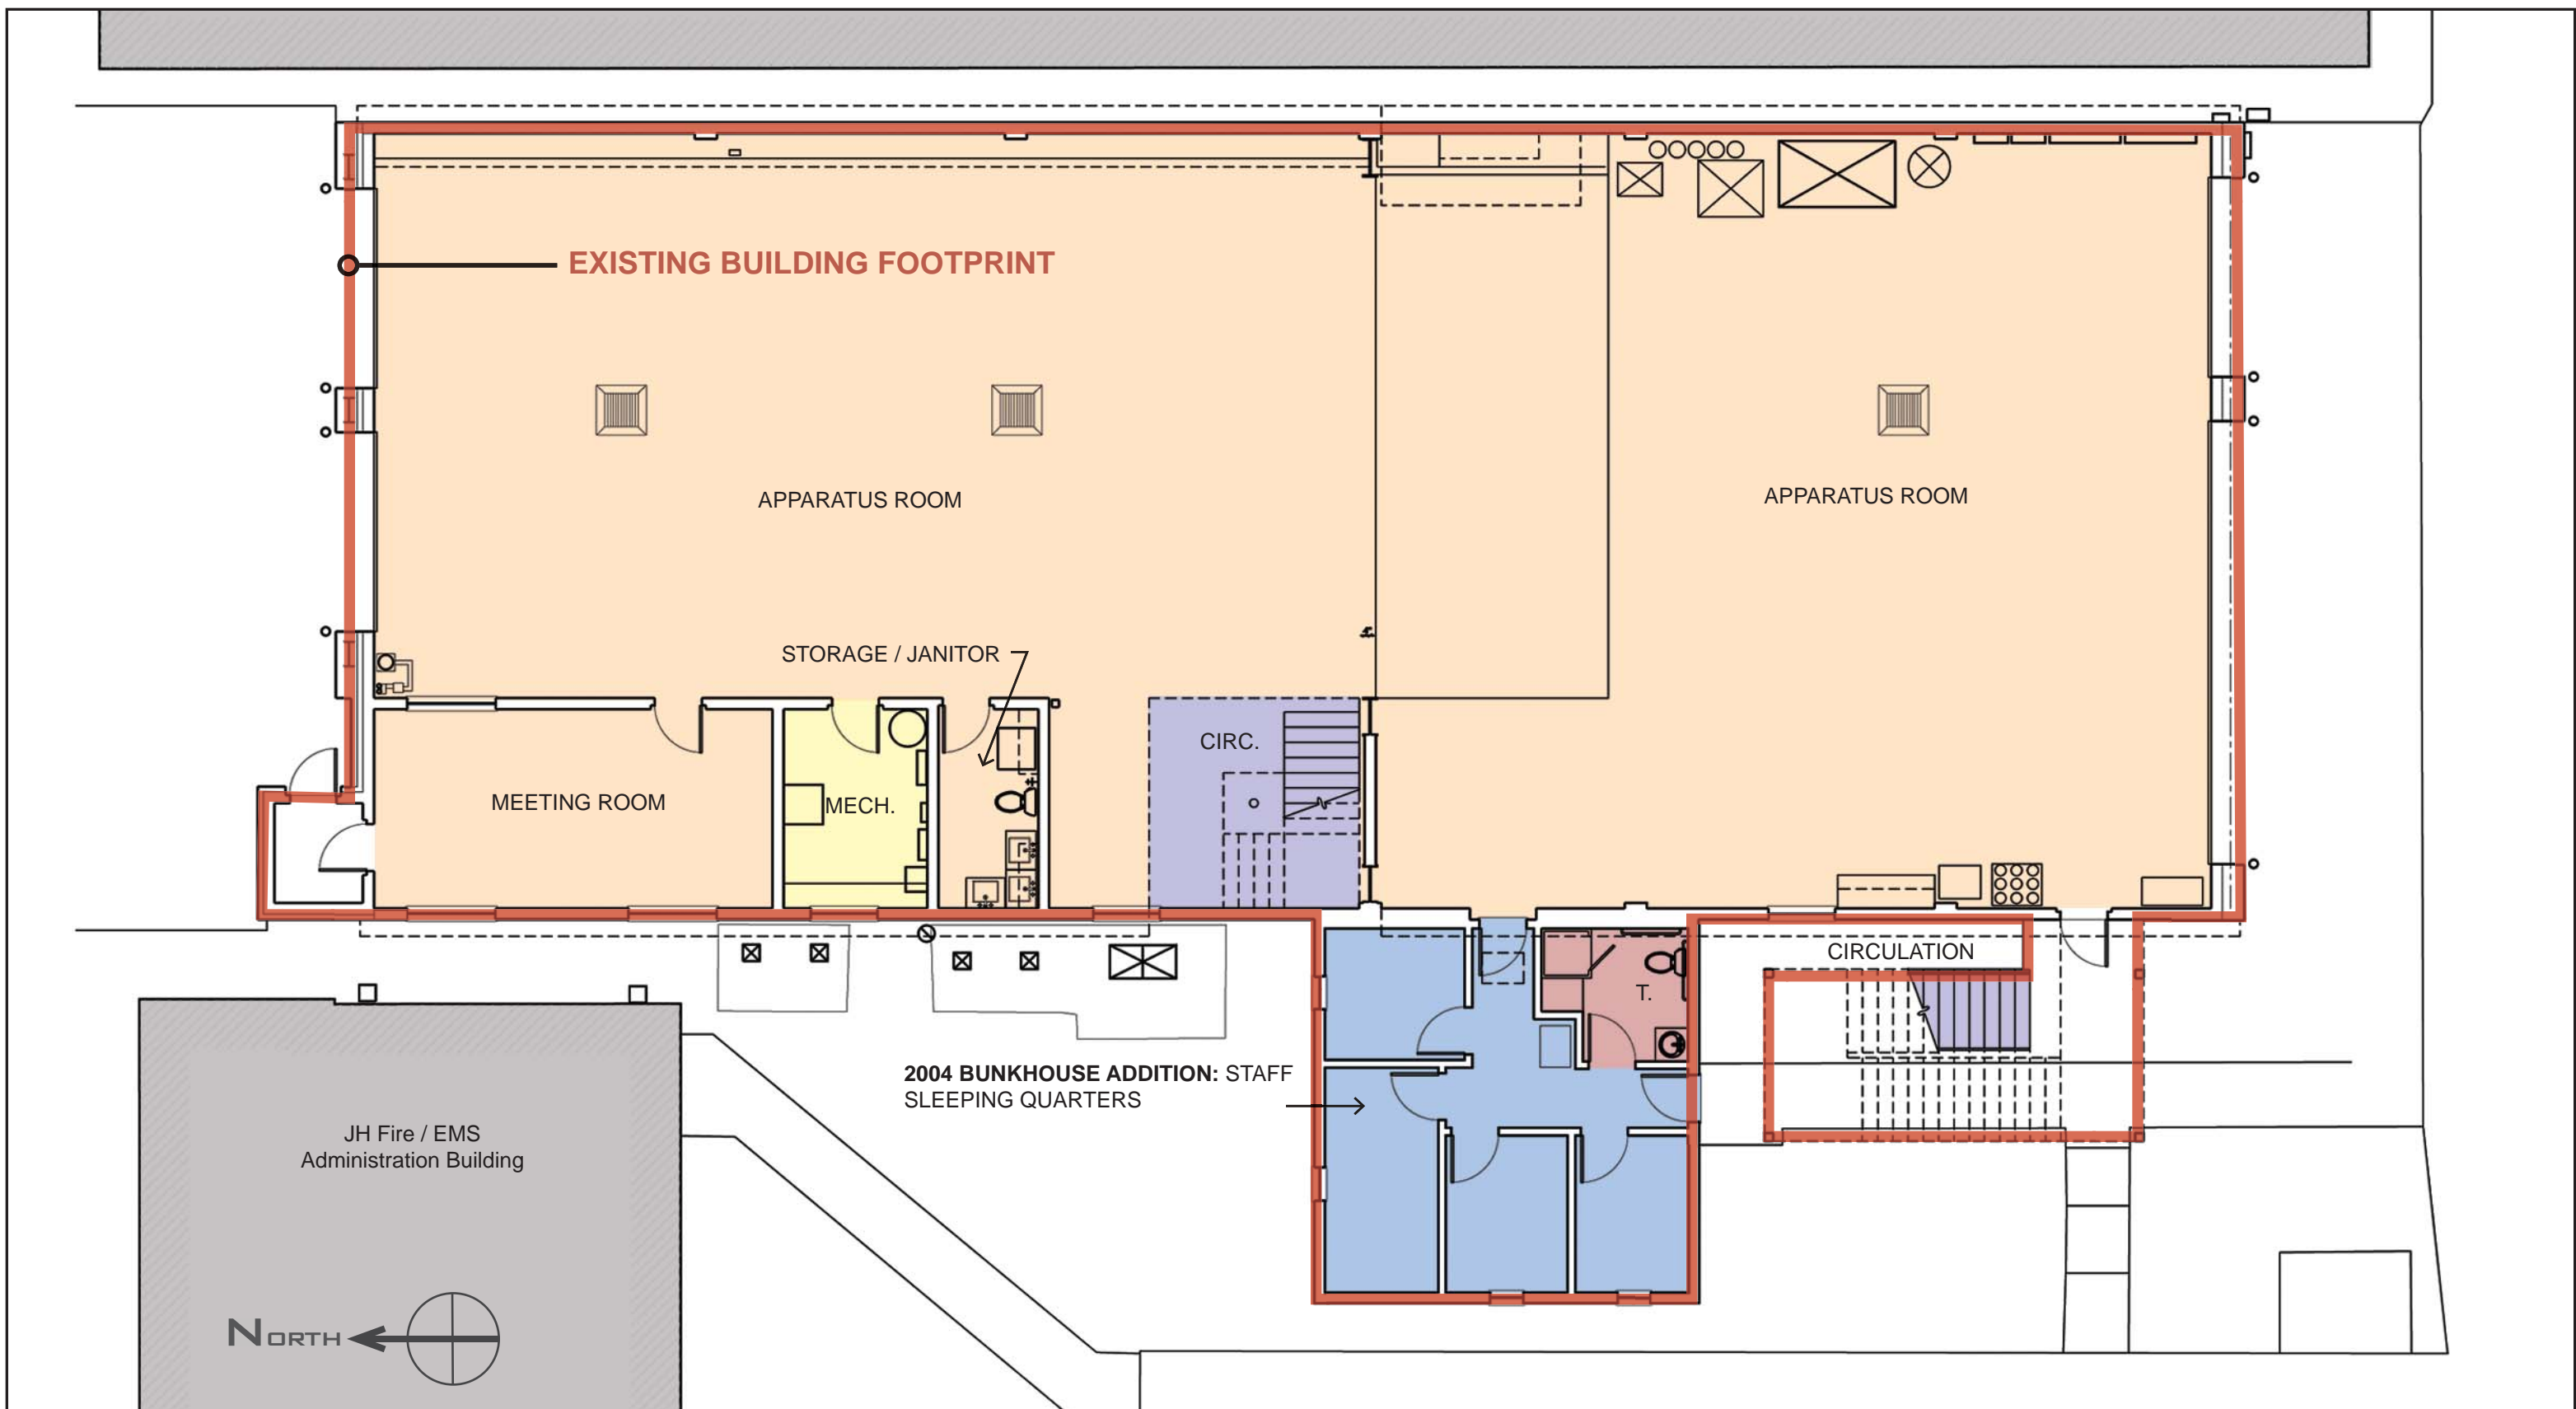 EXISTING BUILDING FOOTPRINT
APPARATUS ROOM
APPARATUS ROOM
STORAGE / JANITOR
CIRC.
MEETING ROOM
MECH.
CIRCULATION
T.
2004 BUNKHOUSE ADDITION: STAFF
SLEEPING QUARTERS
JH Fire / EMS
Administration Building
NORTH